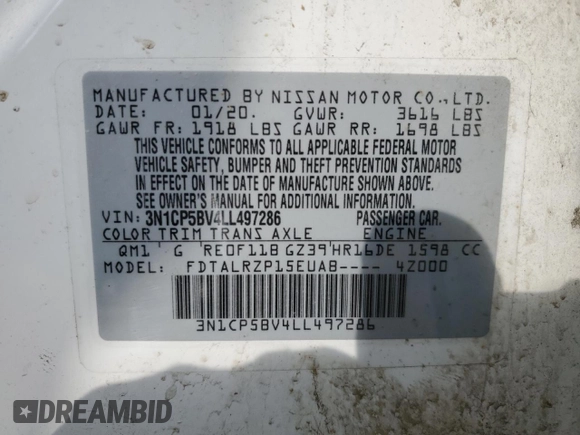 MANUFACTURED BY NISSAN MOTOR CO., LTD.
DATE: 01/20. GVWR: 3616 LBS
GAWR FR: 1918 LBS GAWR RR: 1698 LBS
THIS VEHICLE CONFORMS TO ALL APPLICABLE FEDERAL MOTOR
VEHICLE SAFETY, BUMPER AND THEFT PREVENTION STANDARDS
IN EFFECT ON THE DATE OF MANUFACTURE SHOWN ABOVE.
SEE OWNER'S MANUAL FOR ADDITIONAL INFORMATION.
VIN: 3N1CP5BV4LL497286 PASSENGER CAR.
COLOR TRIM TRANS AXLE ENGINE
QM1 G RE0F11B GZ39 HR16DE 1598 CC
MODEL: FDTALRZP15EUAB---- 4Z000
3N1CP5BV4LL497286
DREAMBID